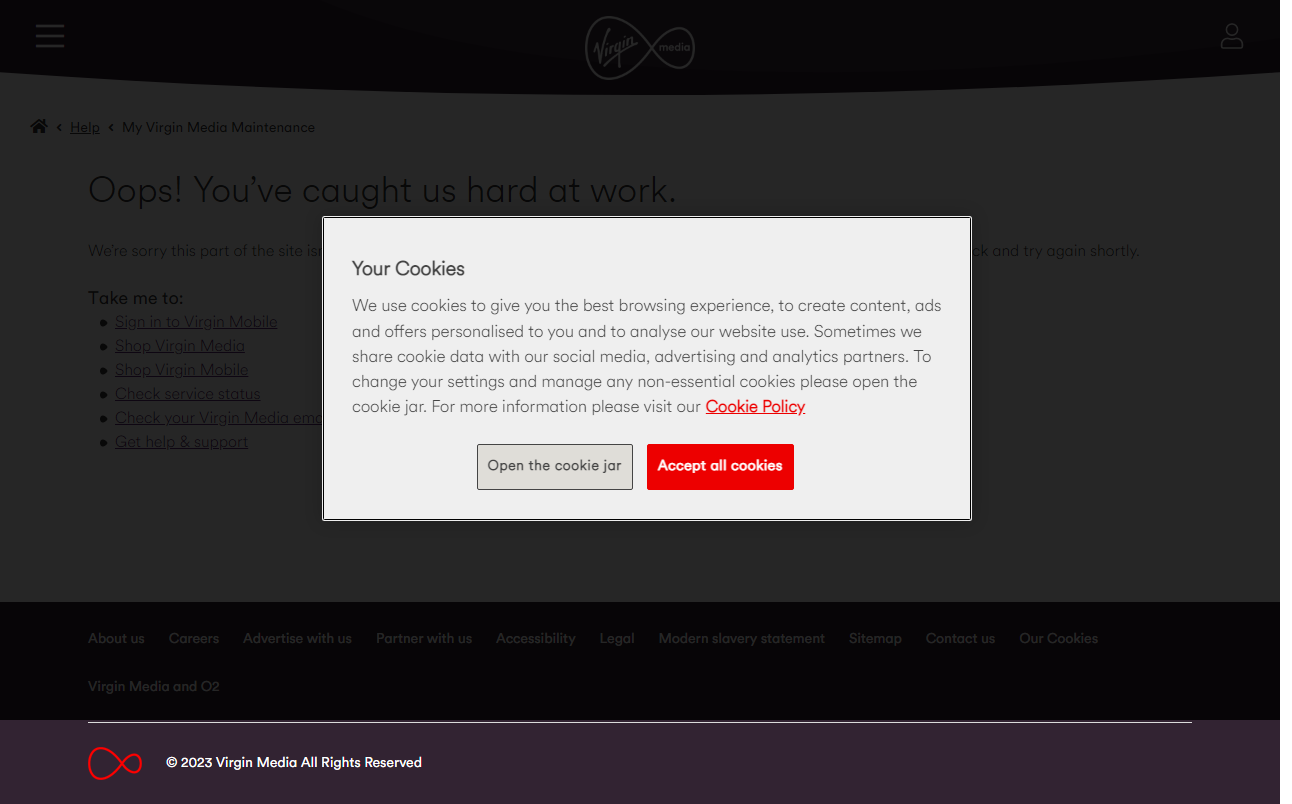 Virgin media
Help
My Virgin Media Maintenance
Oops! You've caught us hard at work.
We're sorry this part of the site
ck and try again shortly.
Your Cookies
We use cookies to give you the best browsing experience, to create content, ads
and offers personalised to you and to analyse our website use. Sometimes we
share cookie data with our social media, advertising and analytics partners. To
change your settings and manage any non-essential cookies please open the
cookie jar. For more information please visit our Cookie Policy
Open the cookie jar
Accept all cookies
Take me to:
Sign in to Virgin Mobile
Shop Virgin Media
Shop Virgin Mobile
Check service status
Check your Virgin Media
Get help & support
About us Careers Advertise with us Partner with us Accessibility Legal Modern slavery statement Sitemap Contact us Our Cookies
Virgin Media and O2
© 2023 Virgin Media All Rights Reserved